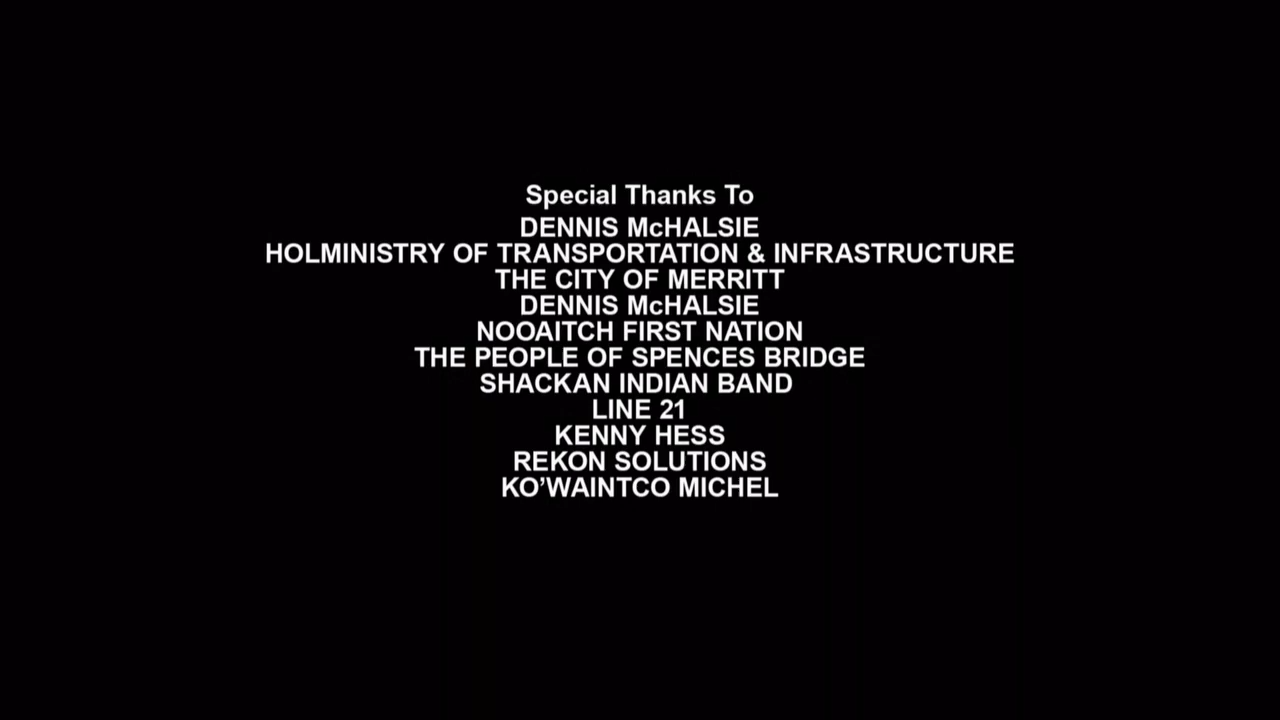 Special Thanks To
DENNIS McHALSIE
HOLMINISTRY OF TRANSPORTATION & INFRASTRUCTURE
THE CITY OF MERRITT
DENNIS McHALSIE
NOOAITCH FIRST NATION
THE PEOPLE OF SPENCES BRIDGE
SHACKAN INDIAN BAND
LINE 21
KENNY HESS
REKON SOLUTIONS
KO’WAINTCO MICHEL